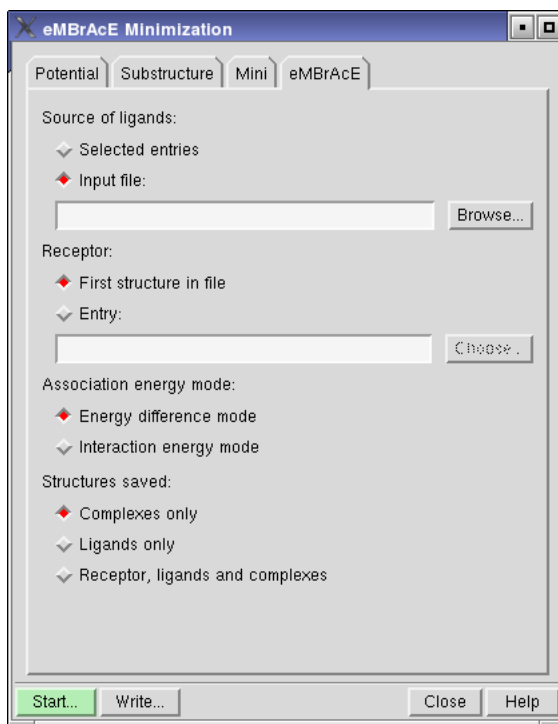 eMBrAcE Minimization
Potential Substructure Mini eMBrAcE
Source of ligands:
Selected entries
Input file:
Browse...
Receptor:
First structure in file
Entry:
Choose..
Association energy mode:
Energy difference mode
Interaction energy mode
Structures saved:
Complexes only
Ligands only
Receptor, ligands and complexes
Start... Write... Close Help